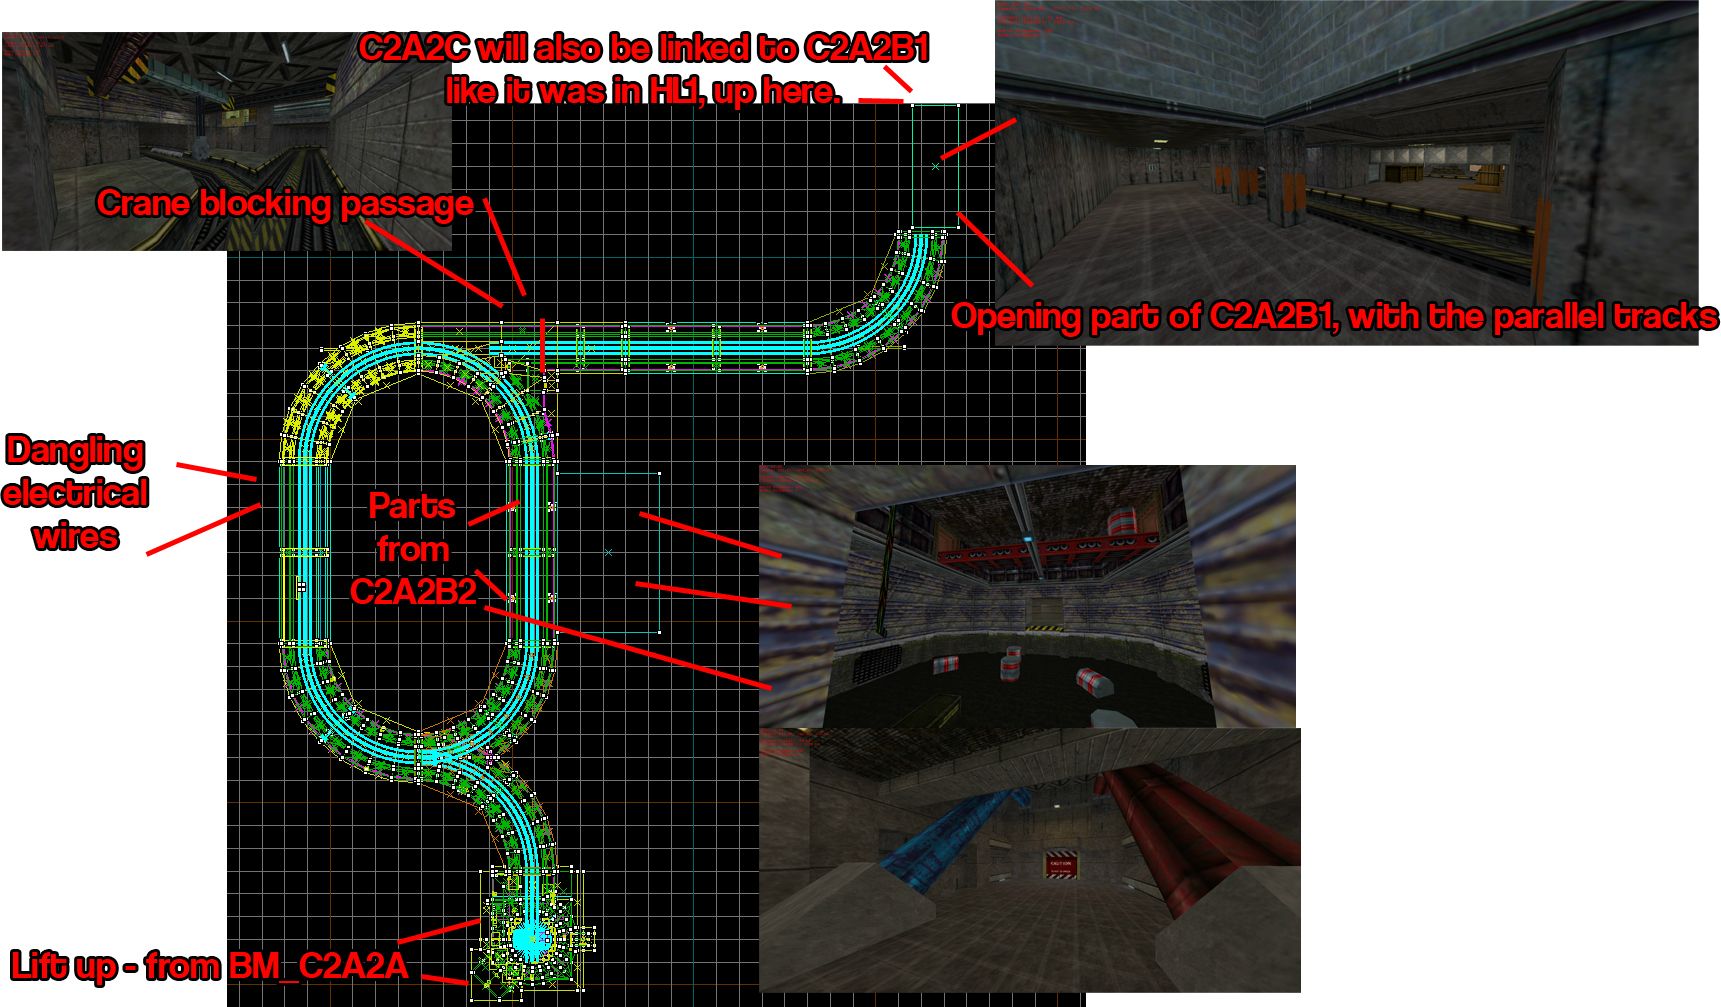 C2A2C will also be linked to C2A2B1
like it was in HL1, up here.
Crane blocking passage
Opening part of C2A2B1, with the parallel tracks
Dangling
electrical
wires
Parts
from
C2A2B2
CAUTION
Lift up - from BM_C2A2A